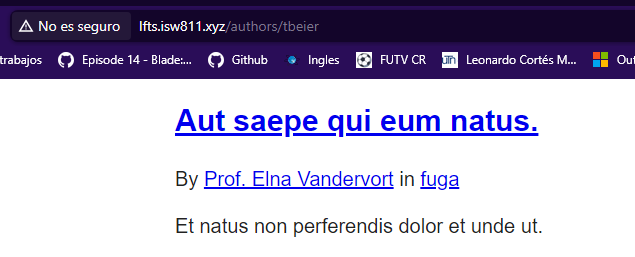 No es seguro lfts.isw811.xyz/authors/tbeier
trabajos Episode 14 - Blade:... Github Ingles FUTV CR UTN Leonardo Cortés M... Out
Aut saepe qui eum natus.
By Prof. Elna Vandervort in fuga
Et natus non perferendis dolor et unde ut.